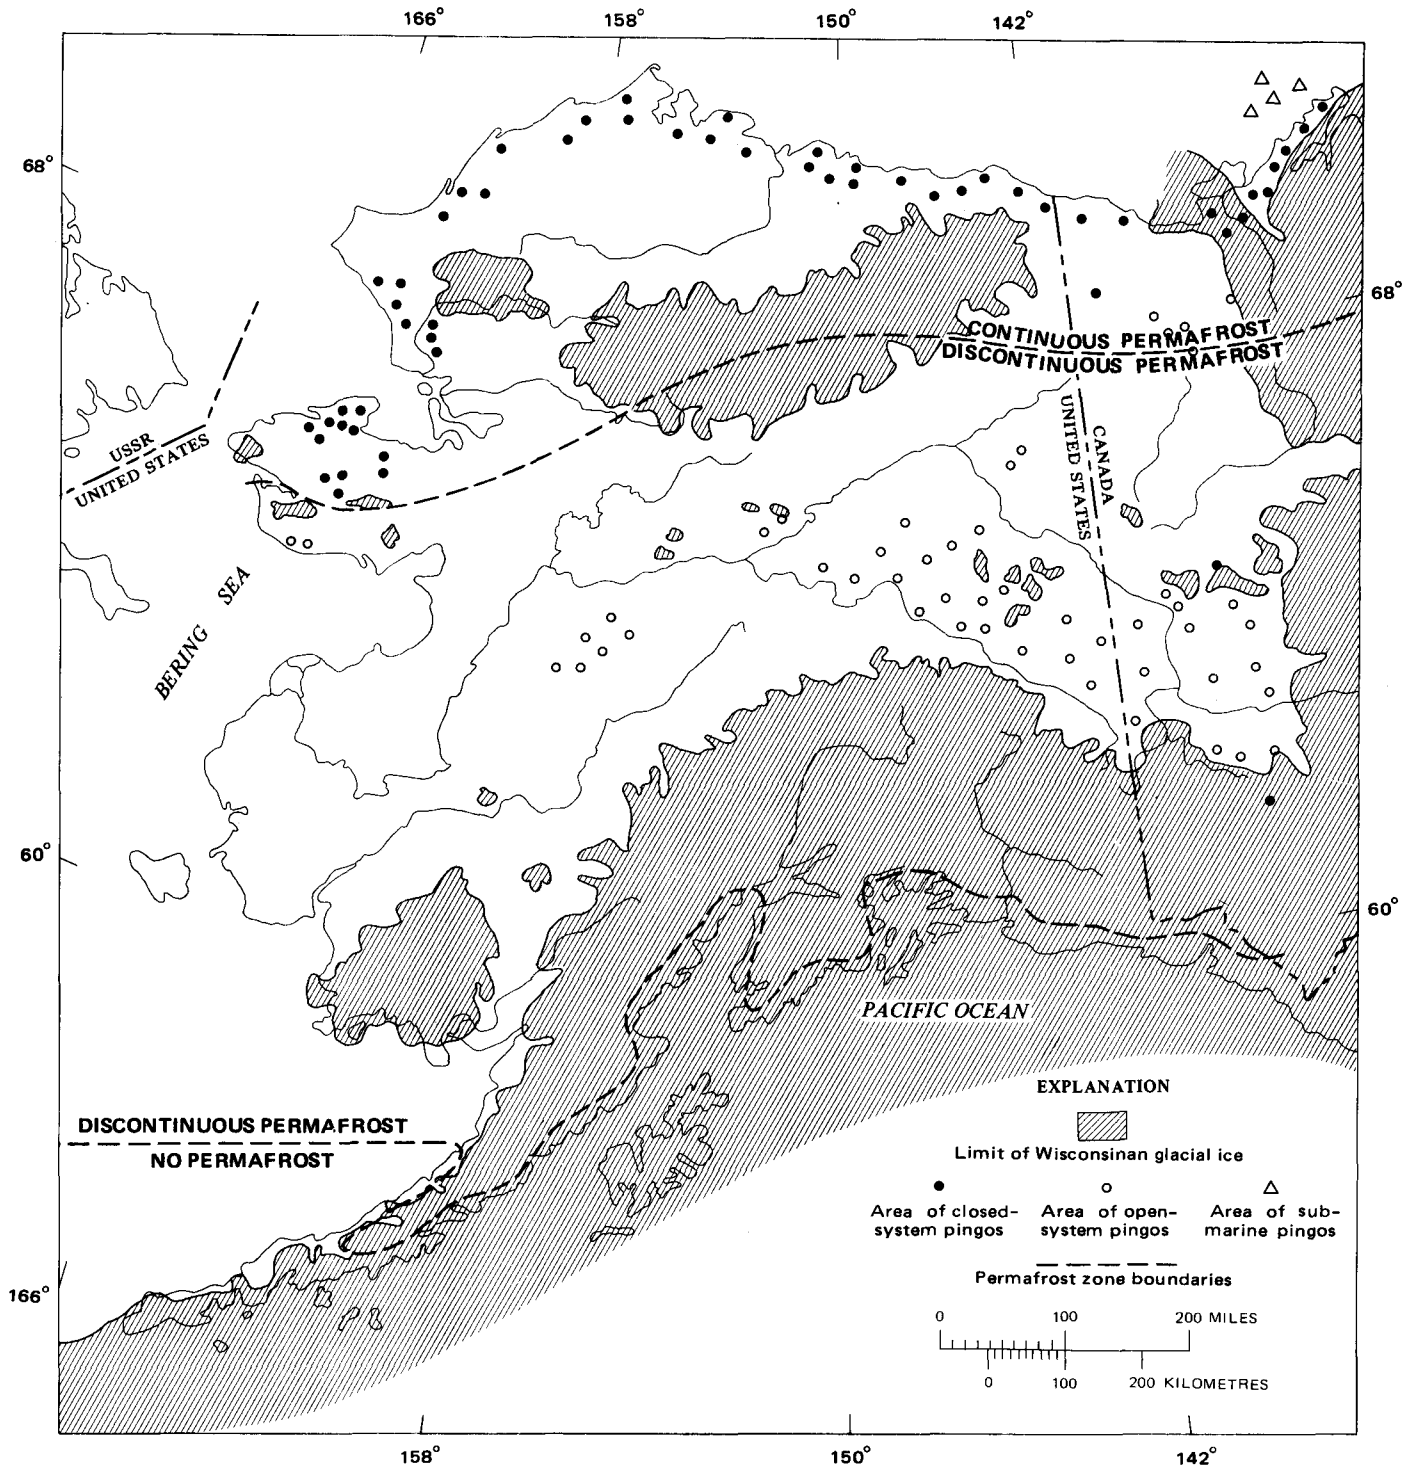 166°
158°
150°
142°
68°
68°
CONTINUOUS PERMAFROST
DISCONTINUOUS PERMAFROST
USSR
UNITED STATES
CANADA
UNITED STATES
BERING SEA
60°
60°
PACIFIC OCEAN
EXPLANATION
Limit of Wisconsinan glacial ice
Area of closed-
system pingos
Area of open-
system pingos
Area of sub-
marine pingos
Permafrost zone boundaries
DISCONTINUOUS PERMAFROST
NO PERMAFROST
166°
0 100 200 MILES
0 100 200 KILOMETRES
158°
150°
142°